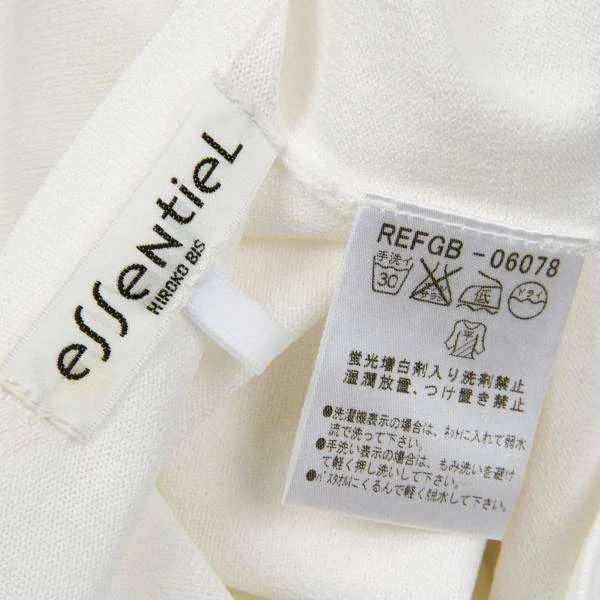 esseNtieL
HIROKO BIS
REFGB -06078
手洗イ
30
低
ドライ
平
蛍光増白剤入り洗剤禁止
湿潤放置、つけ置き禁止
●洗濯機表示の場合は、ネットに入れて弱水
流で洗って下さい。
●手洗い表示の場合は、もみ洗いを避け
て軽く押し洗いして下さい。
●バスタオルにくるんで軽く脱水して下さい。